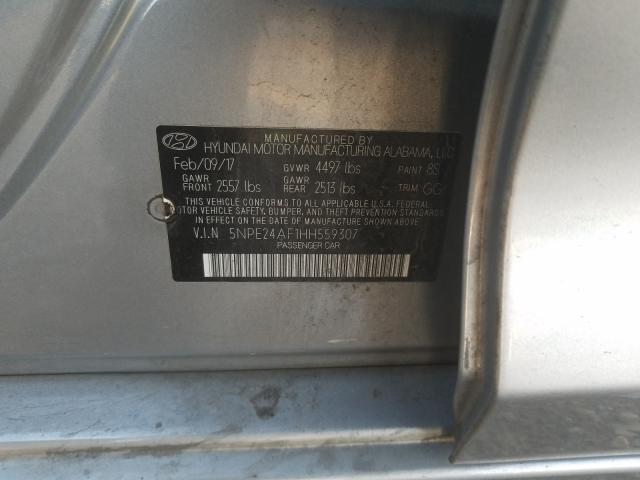 MANUFACTURED BY
HYUNDAI MOTOR MANUFACTURING ALABAMA, LLC
Feb/09/17 GVWR 4497 lbs PAINT 8S
GAWR FRONT 2557 lbs GAWR REAR 2513 lbs TRIM GG
THIS VEHICLE CONFORMS TO ALL APPLICABLE U.S.A FEDERAL
MOTOR VEHICLE SAFETY, BUMPER, AND THEFT PREVENTION STANDARDS
IN EFFECT ON THE DATE OF MANUFACTURE SHOWN ABOVE.
V.I.N 5NPE24AF1HH559307
PASSENGER CAR